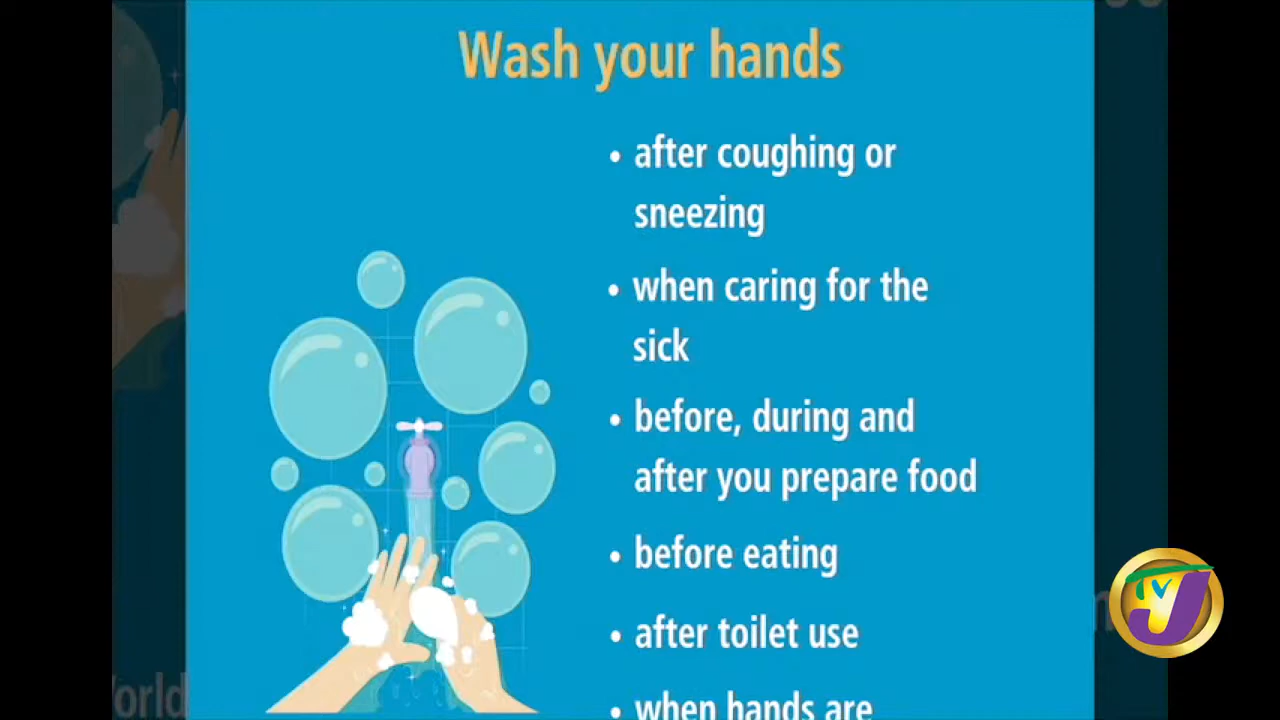 Wash your hands
• after coughing or
sneezing
• when caring for the
sick
• before, during and
after you prepare food
• before eating
• after toilet use
• when hands are
TVJ